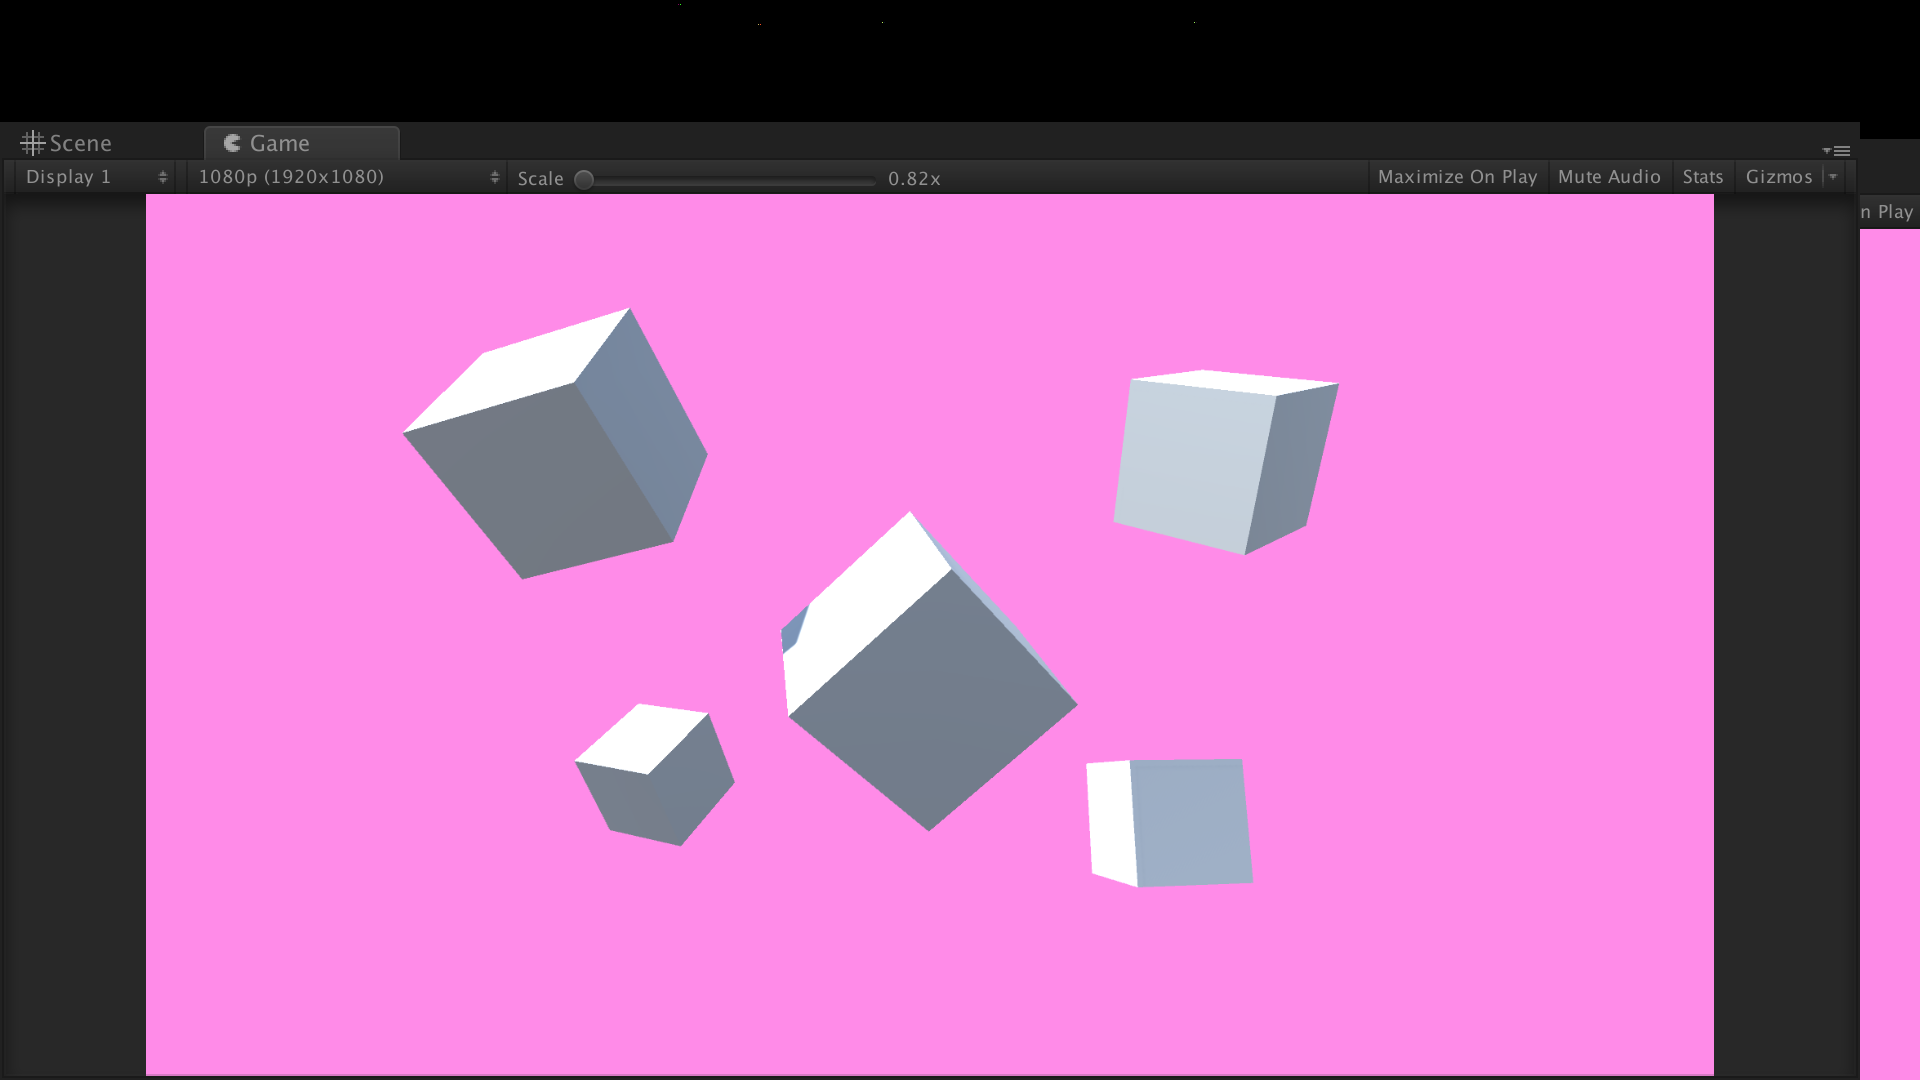 Scene
Game
Display 1
1080p (1920x1080)
Scale
0.82x
Maximize On Play
Mute Audio
Stats
Gizmos
n Play